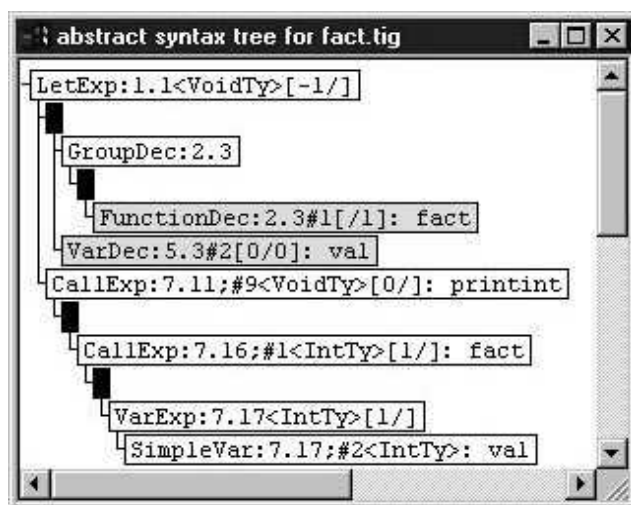 abstract syntax tree for fact.tig
LetExp:1.1<VoidTy>[-1/]
GroupDec:2.3
FunctionDec:2.3#1[/1]: fact
VarDec:5.3#2[0/0]: val
CallExp:7.11;#9<VoidTy>[0/]: printint
CallExp:7.16;#1<IntTy>[1/]: fact
VarExp:7.17<IntTy>[1/]
SimpleVar:7.17;#2<IntTy>: val